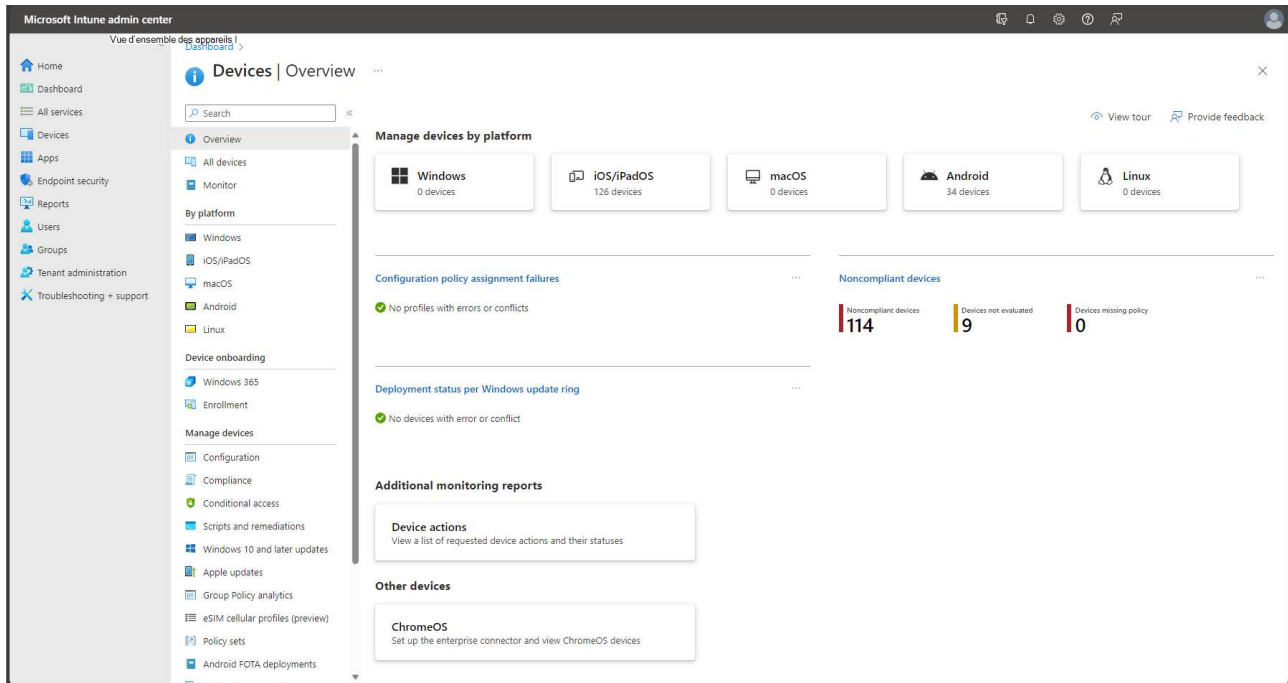 Microsoft Intune admin center
Vue d'ensemble des appareils |
Dashboard >
Home
Dashboard
All services
Devices
Apps
Endpoint security
Reports
Users
Groups
Tenant administration
Troubleshooting + support
Devices | Overview
Search
Overview
All devices
Monitor
By platform
Windows
iOS/iPadOS
macOS
Android
Linux
Device onboarding
Windows 365
Enrollment
Manage devices
Configuration
Compliance
Conditional access
Scripts and remediations
Windows 10 and later updates
Apple updates
Group Policy analytics
eSIM cellular profiles (preview)
Policy sets
Android FOTA deployments
View tour
Provide feedback
Manage devices by platform
Windows
0 devices
iOS/iPadOS
126 devices
macOS
0 devices
Android
34 devices
Linux
0 devices
Configuration policy assignment failures
No profiles with errors or conflicts
Noncompliant devices
Noncompliant devices
114
Devices not evaluated
9
Devices missing policy
0
Deployment status per Windows update ring
No devices with error or conflict
Additional monitoring reports
Device actions
View a list of requested device actions and their statuses
Other devices
ChromeOS
Set up the enterprise connector and view ChromeOS devices